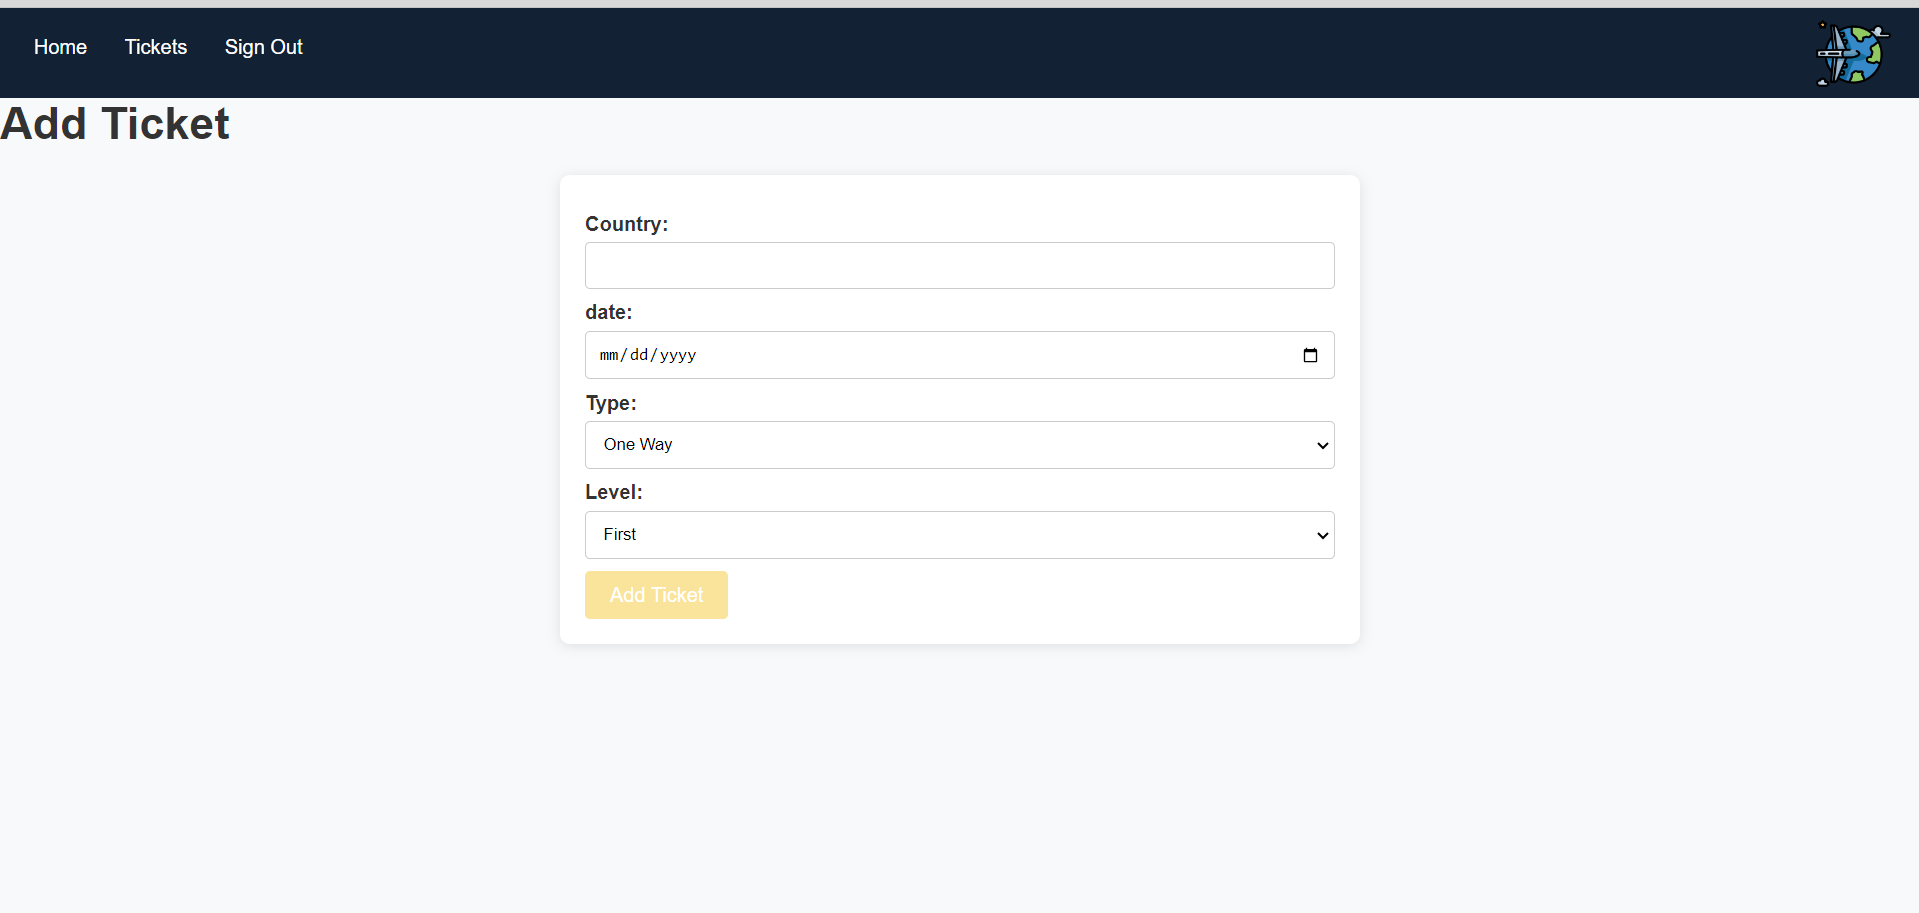 Home Tickets Sign Out
Add Ticket
Country:
date:
mm/dd/yyyy
Type:
One Way
Level:
First
Add Ticket